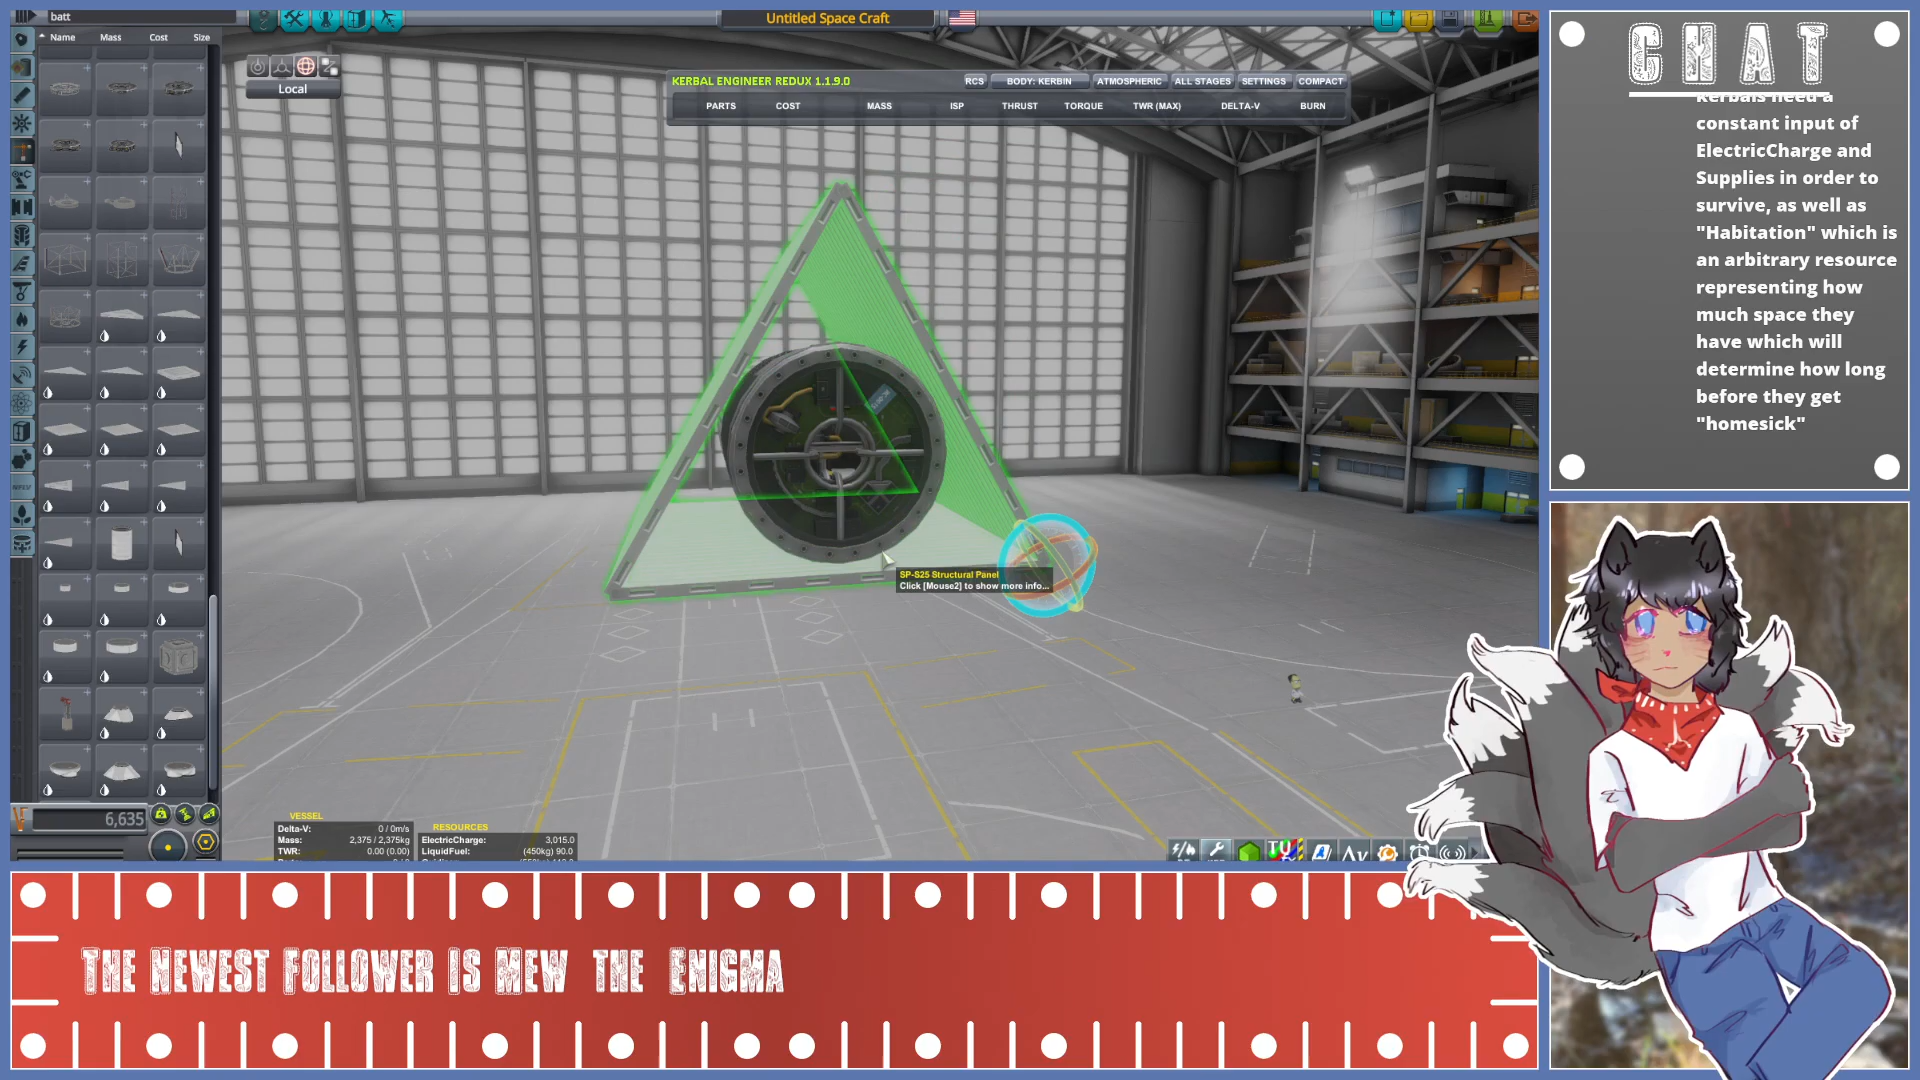 batt
Untitled Space Craft
Name Mass Cost Size
Local
KERBAL ENGINEER REDUX 1.1.9.0 RCS BODY: KERBIN ATMOSPHERIC ALL STAGES SETTINGS COMPACT
PARTS COST MASS ISP THRUST TORQUE TWR (MAX) DELTA-V BURN
SP-S25 Structural Panel
Click [Mouse2] to show more info...
6,635
VESSEL
Delta-V: 0 / 0m/s
Mass: 2,375 / 2,375kg
TWR: 0.00 (0.00)
RESOURCES
ElectricCharge: 3,015.0
LiquidFuel: (450kg) 90.0
CHAT
Kerbals need a
constant input of
ElectricCharge and
Supplies in order to
survive, as well as
"Habitation" which is
an arbitrary resource
representing how
much space they
have which will
determine how long
before they get
"homesick"
The Newest Follower Is Mew the Enigma